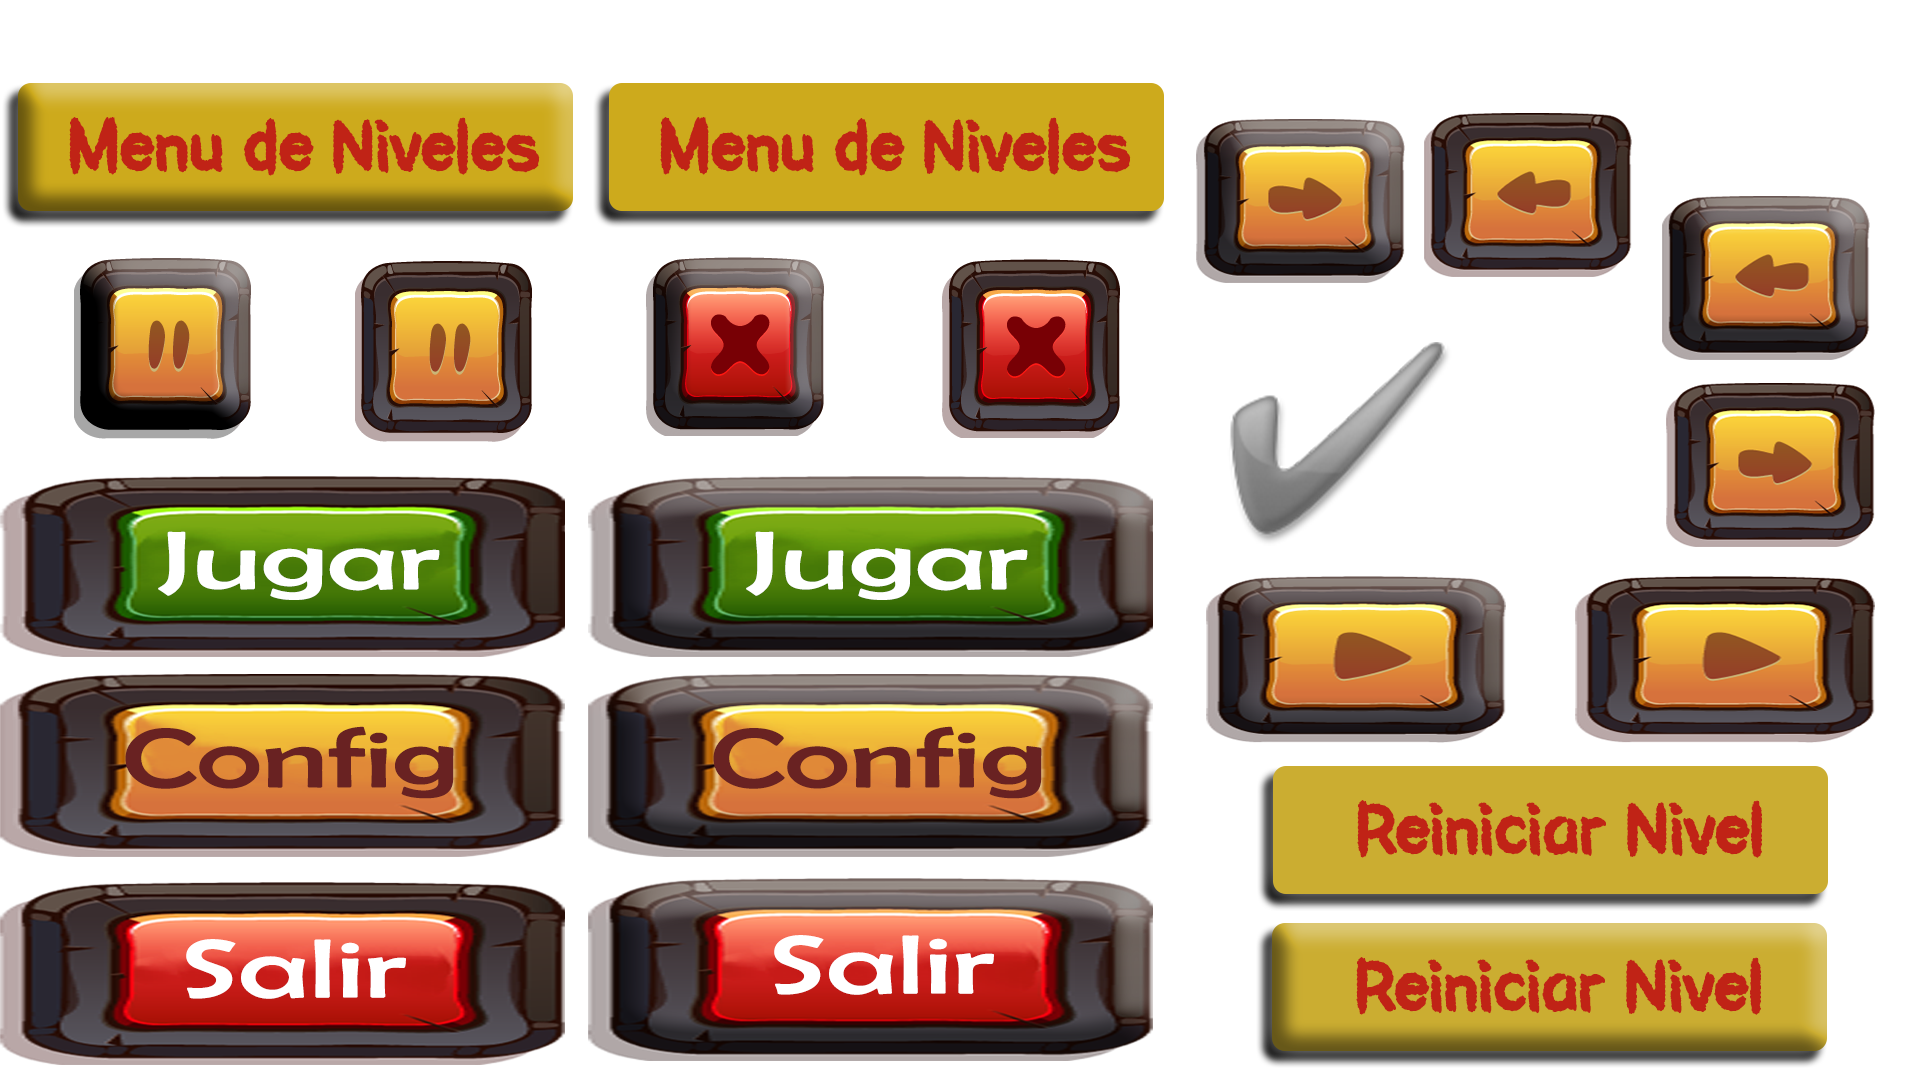 Menu de Niveles
Menu de Niveles
Jugar
Jugar
Config
Config
Salir
Salir
Reiniciar Nivel
Reiniciar Nivel